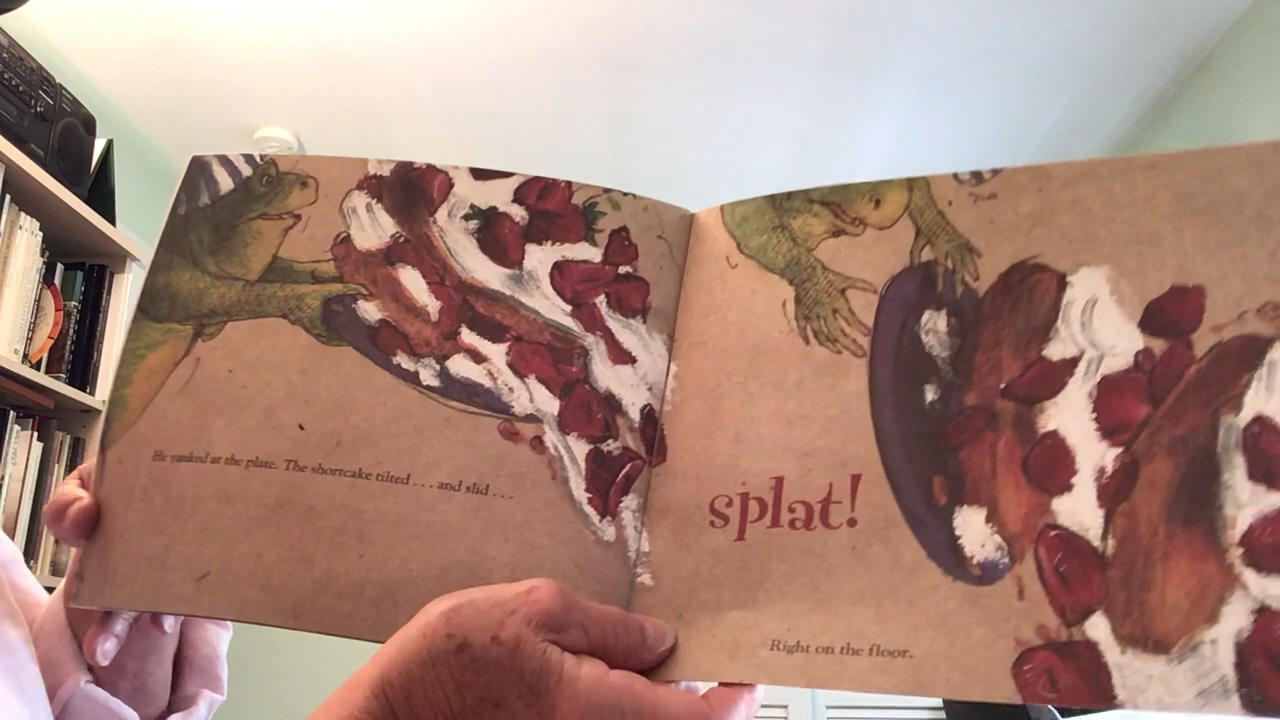 He yanked at the plate. The shortcake tilted . . . and slid . . .
splat!
Right on the floor.